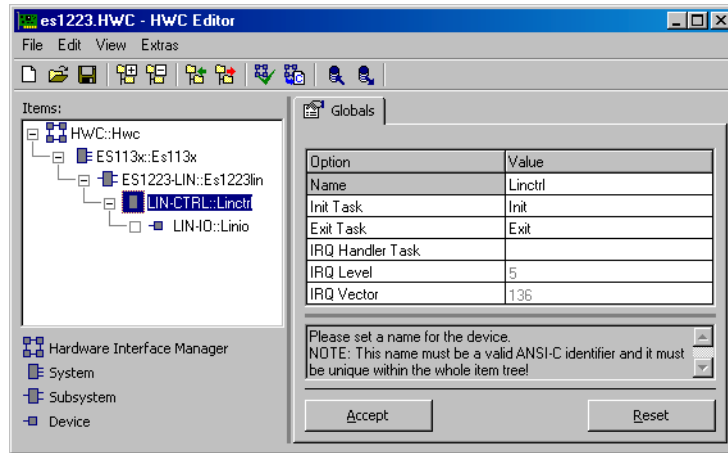 es1223.HWC - HWC Editor
File Edit View Extras
Items:
HWC::Hwc
ES113x::Es113x
ES1223-LIN::Es1223lin
LIN-CTRL::Linctrl
LIN-IO::Linio
Hardware Interface Manager
System
Subsystem
Device
Globals
Option Value
Name Linctrl
Init Task Init
Exit Task Exit
IRQ Handler Task
IRQ Level 5
IRQ Vector 136
Please set a name for the device.
NOTE: This name must be a valid ANSI-C identifier and it must
be unique within the whole item tree!
Accept Reset